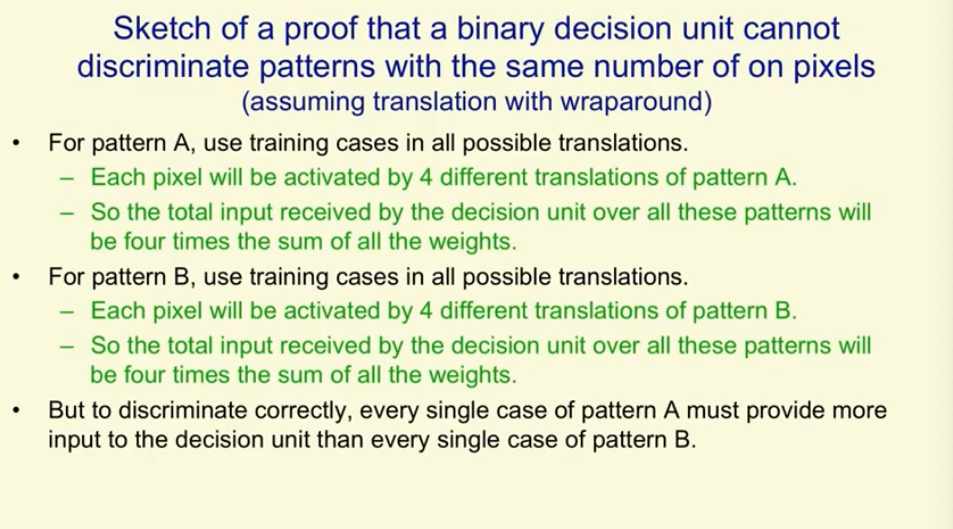 Sketch of a proof that a binary decision unit cannot
discriminate patterns with the same number of on pixels
(assuming translation with wraparound)
• For pattern A, use training cases in all possible translations.
– Each pixel will be activated by 4 different translations of pattern A.
– So the total input received by the decision unit over all these patterns will
be four times the sum of all the weights.
• For pattern B, use training cases in all possible translations.
– Each pixel will be activated by 4 different translations of pattern B.
– So the total input received by the decision unit over all these patterns will
be four times the sum of all the weights.
• But to discriminate correctly, every single case of pattern A must provide more
input to the decision unit than every single case of pattern B.